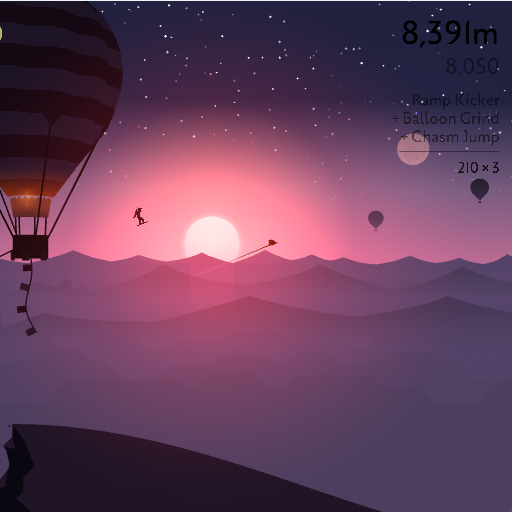 8,391m
8,050
Ramp Kicker
+ Balloon Grind
+ Chasm Jump
210 × 3